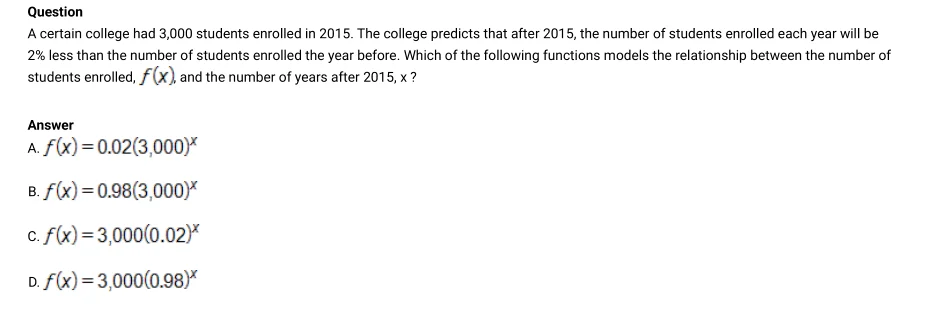 Question
A certain college had 3,000 students enrolled in 2015. The college predicts that after 2015, the number of students enrolled each year will be
2% less than the number of students enrolled the year before. Which of the following functions models the relationship between the number of
students enrolled, f(x), and the number of years after 2015, x ?
Answer
A. f(x) = 0.02(3,000)ˣ
B. f(x) = 0.98(3,000)ˣ
C. f(x) = 3,000(0.02)ˣ
D. f(x) = 3,000(0.98)ˣ